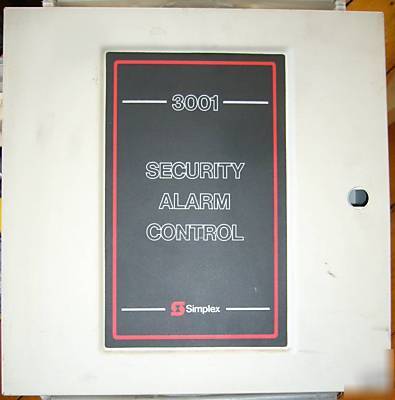 3001
SECURITY
ALARM
CONTROL
Simplex